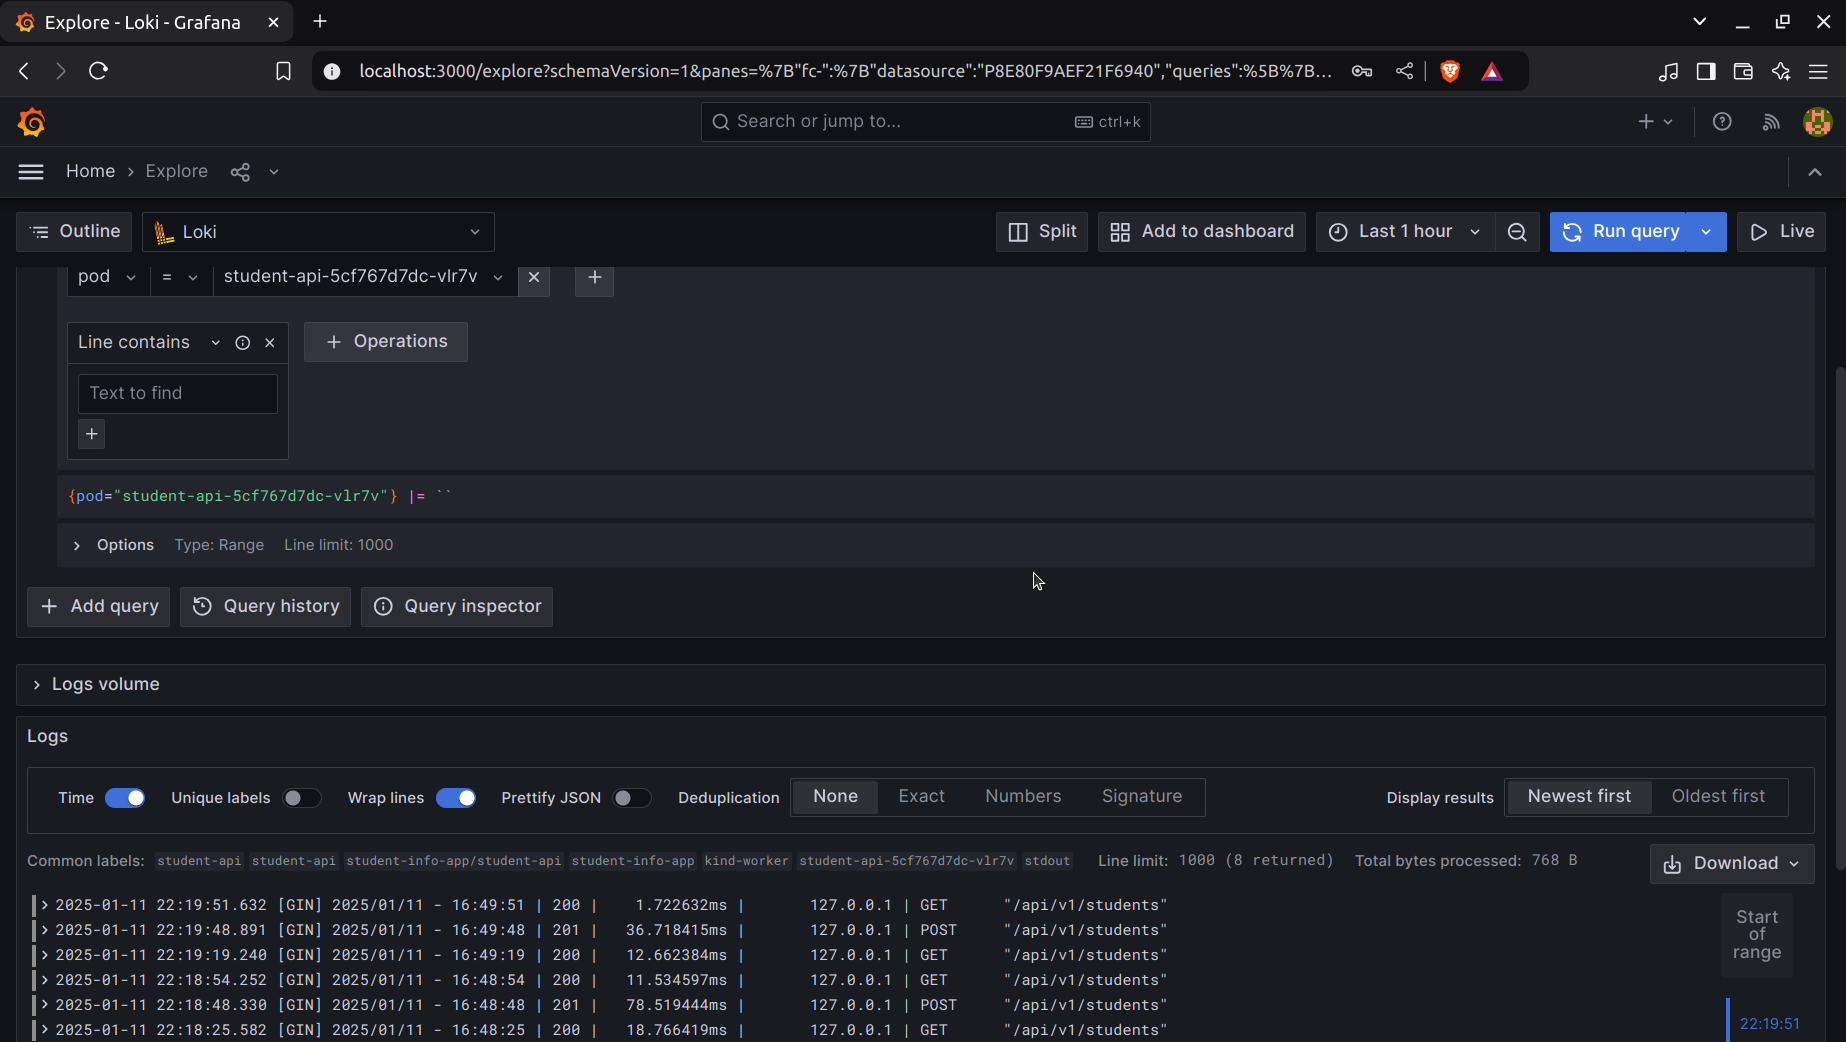 Explore - Loki - Grafana
localhost:3000/explore?schemaVersion=1&panes=%7B"fc-":%7B"datasource":"P8E80F9AEF21F6940","queries":%5B%7B...
Search or jump to... ctrl+k
Home › Explore
Outline Loki Split Add to dashboard Last 1 hour Run query Live
pod = student-api-5cf767d7dc-vlr7v
Line contains Operations
Text to find
{pod="student-api-5cf767d7dc-vlr7v"} |= ``
Options Type: Range Line limit: 1000
Add query Query history Query inspector
Logs volume
Logs
Time Unique labels Wrap lines Prettify JSON Deduplication None Exact Numbers Signature Display results Newest first Oldest first
Common labels: student-api student-api student-info-app/student-api student-info-app kind-worker student-api-5cf767d7dc-vlr7v stdout Line limit: 1000 (8 returned) Total bytes processed: 768 B Download
2025-01-11 22:19:51.632 [GIN] 2025/01/11 - 16:49:51 | 200 | 1.722632ms | 127.0.0.1 | GET "/api/v1/students"
2025-01-11 22:19:48.891 [GIN] 2025/01/11 - 16:49:48 | 201 | 36.718415ms | 127.0.0.1 | POST "/api/v1/students"
2025-01-11 22:19:19.240 [GIN] 2025/01/11 - 16:49:19 | 200 | 12.662384ms | 127.0.0.1 | GET "/api/v1/students"
2025-01-11 22:18:54.252 [GIN] 2025/01/11 - 16:48:54 | 200 | 11.534597ms | 127.0.0.1 | GET "/api/v1/students"
2025-01-11 22:18:48.330 [GIN] 2025/01/11 - 16:48:48 | 201 | 78.519444ms | 127.0.0.1 | POST "/api/v1/students"
2025-01-11 22:18:25.582 [GIN] 2025/01/11 - 16:48:25 | 200 | 18.766419ms | 127.0.0.1 | GET "/api/v1/students"
Start
of
range
22:19:51